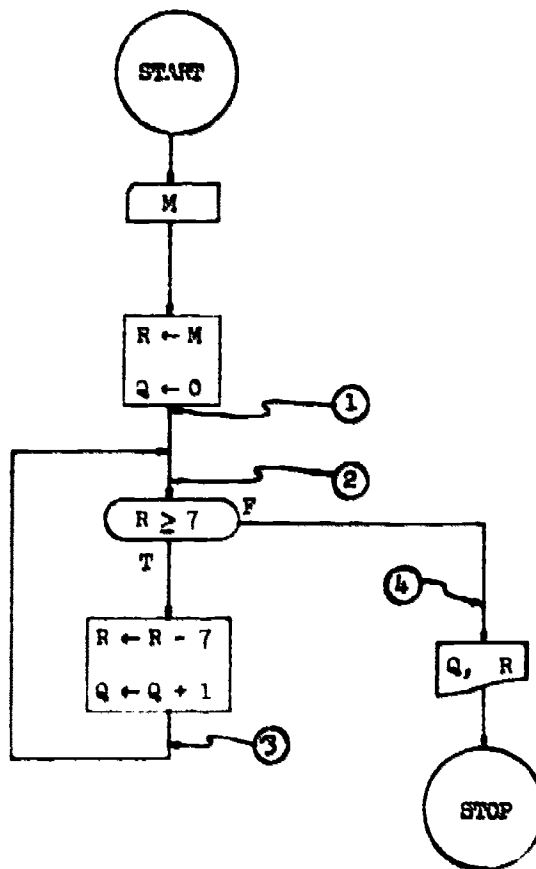 START
M
R ← M
Q ← 0
1
2
R ≥ 7
F
T
4
R ← R - 7
Q ← Q + 1
Q, R
3
STOP